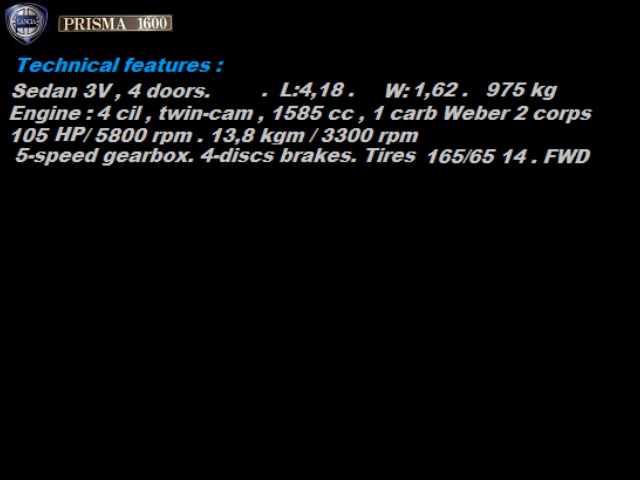 LANCIA
PRISMA 1600
Technical features :
Sedan 3V , 4 doors. . L:4,18 . W: 1,62 . 975 kg
Engine : 4 cil , twin-cam , 1585 cc , 1 carb Weber 2 corps
105 HP/ 5800 rpm . 13,8 kgm / 3300 rpm
5-speed gearbox. 4-discs brakes. Tires 165/65 14 . FWD